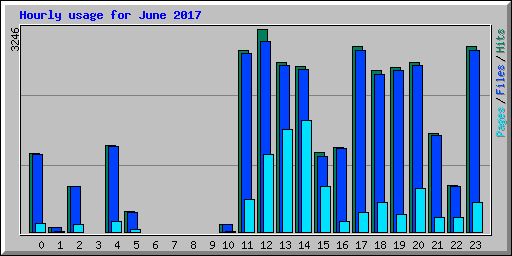 Hourly usage for June 2017
3246
Pages/Files/Hits
0 1 2 3 4 5 6 7 8 9 10 11 12 13 14 15 16 17 18 19 20 21 22 23